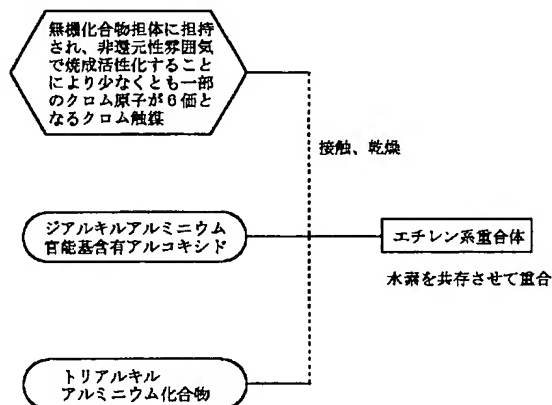 無機化合物担体に担持
され、非還元性雰囲気
で焼成活性化すること
により少なくとも一部
のクロム原子が6価と
なるクロム触媒
接触、乾燥
ジアルキルアルミニウム
官能基含有アルコキシド
エチレン系重合体
水素を共存させて重合
トリアルキル
アルミニウム化合物